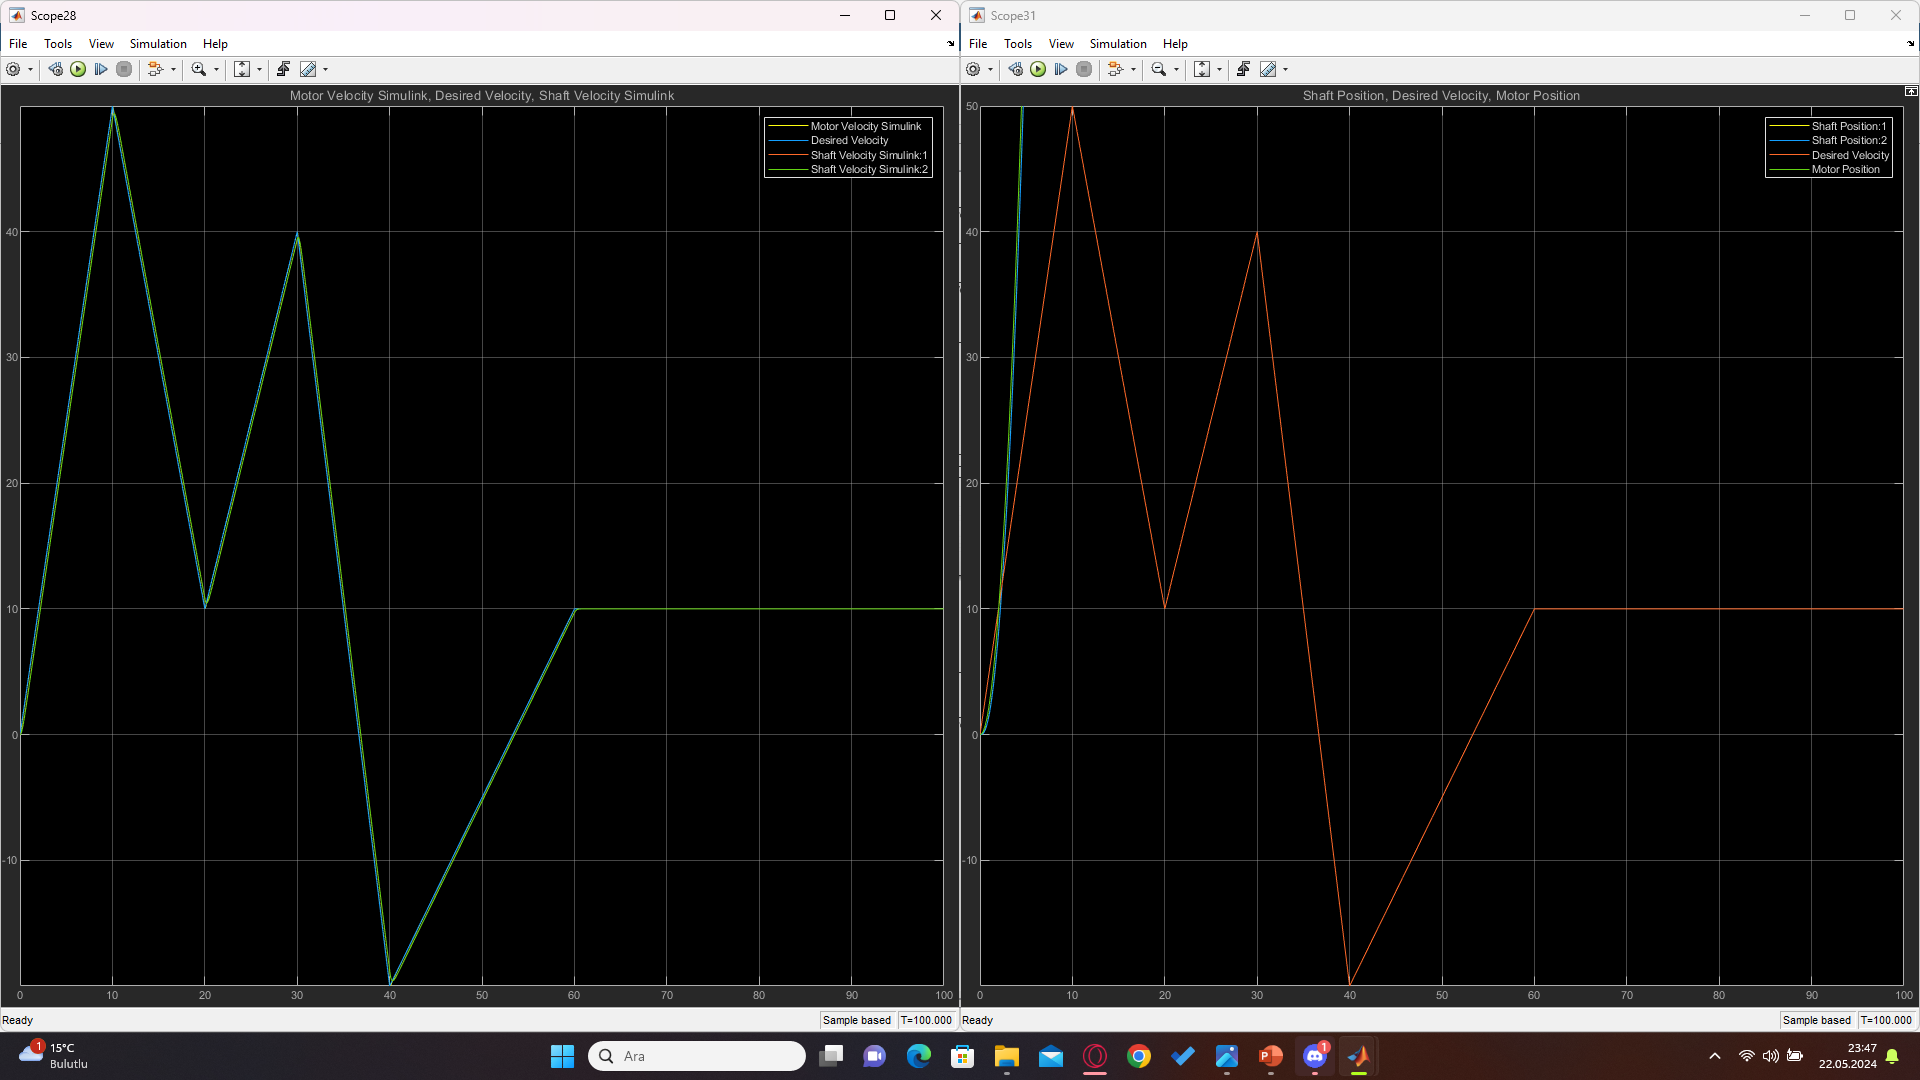 Scope28
File Tools View Simulation Help
Motor Velocity Simulink, Desired Velocity, Shaft Velocity Simulink
Motor Velocity Simulink
Desired Velocity
Shaft Velocity Simulink:1
Shaft Velocity Simulink:2
40
30
20
10
0
-10
0 10 20 30 40 50 60 70 80 90 100
Ready Sample based T=100.000
Scope31
File Tools View Simulation Help
Shaft Position, Desired Velocity, Motor Position
Shaft Position:1
Shaft Position:2
Desired Velocity
Motor Position
50
40
30
20
10
0
-10
0 10 20 30 40 50 60 70 80 90 100
Ready Sample based T=100.000
1
15°C
Bulutlu
Ara
P
1
23:47
22.05.2024